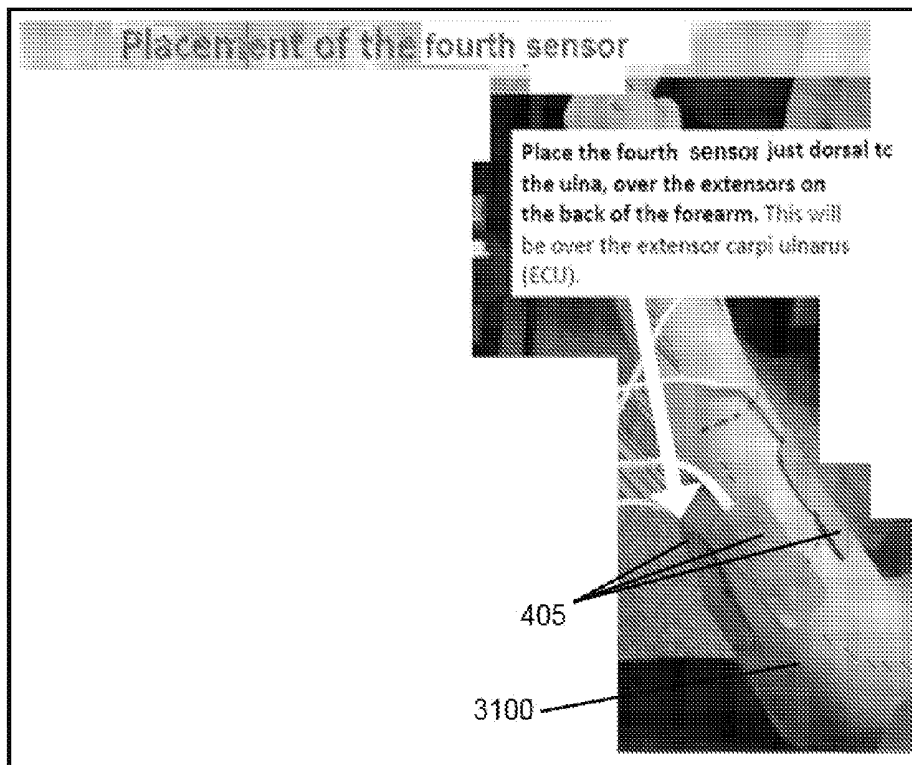 Placement of the fourth sensor
Place the fourth sensor just dorsal tc
the ulna, over the extensors on
the back of the forearm. This will
be over the extensor carpi ulnarus
(ECU).
405
3100